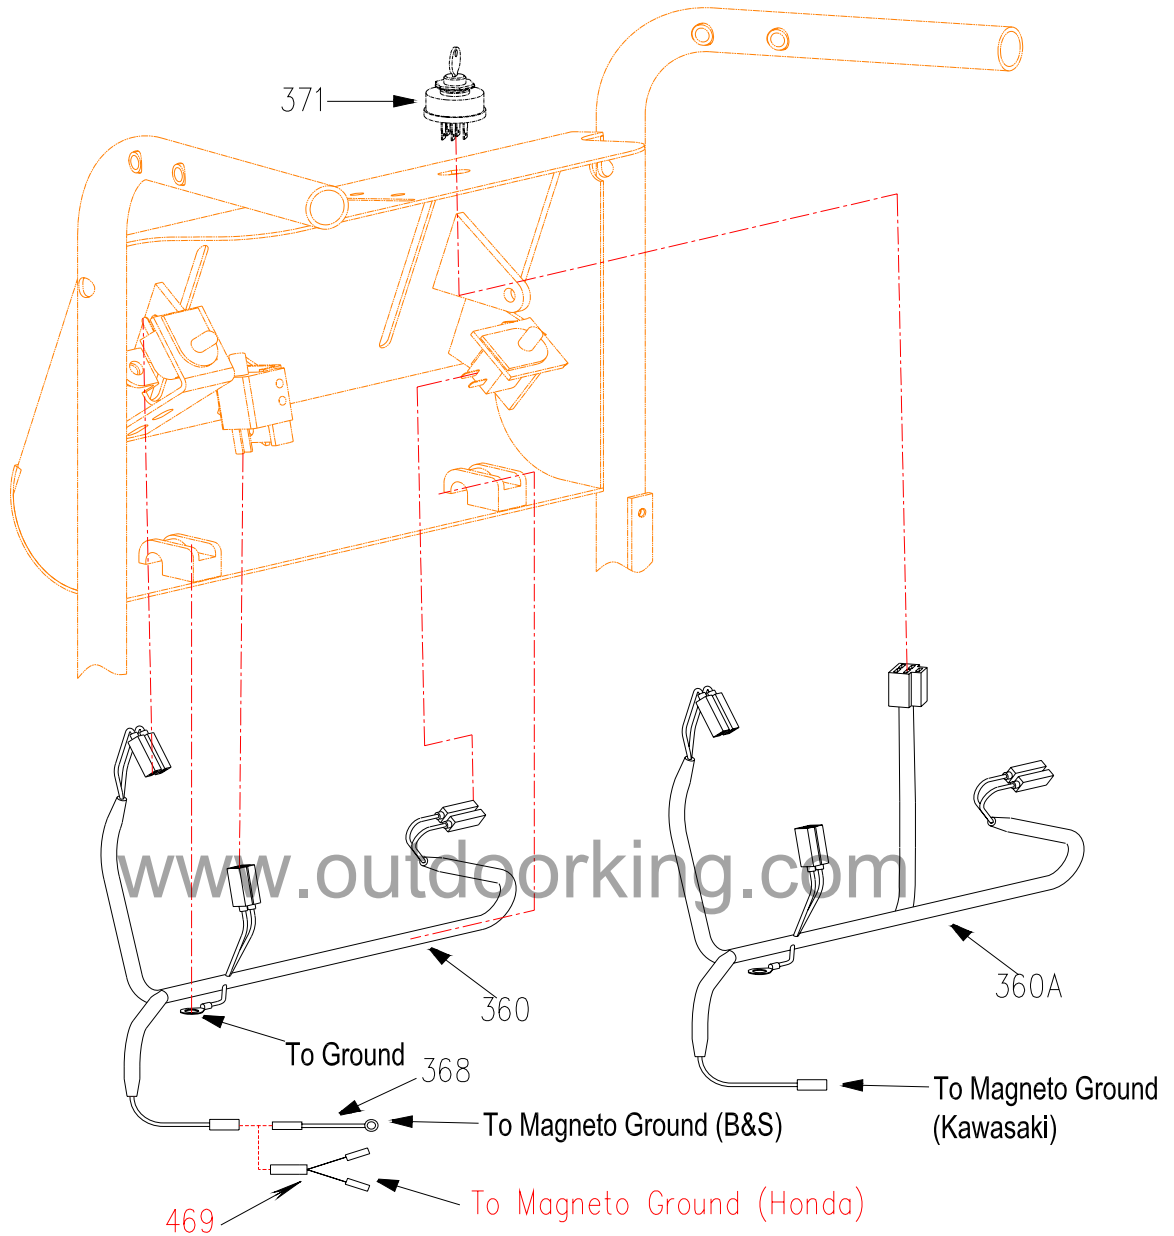 371
www.outdoorking.com
360
360A
To Ground
368
To Magneto Ground (B&S)
To Magneto Ground
(Kawasaki)
469
To Magneto Ground (Honda)